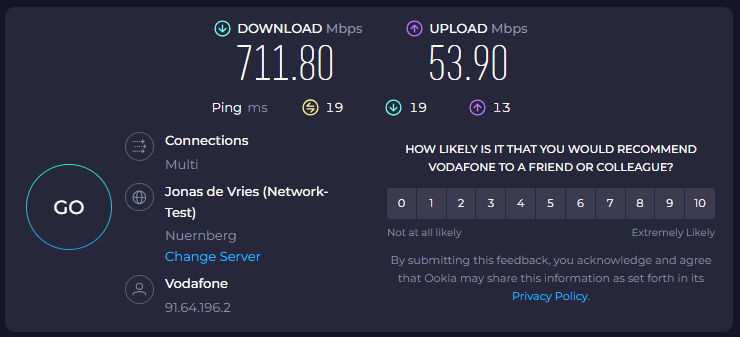 DOWNLOAD Mbps
711.80
UPLOAD Mbps
53.90
Ping ms 19 19 13
GO
Connections
Multi
Jonas de Vries (Network-
Test)
Nuernberg
Change Server
Vodafone
91.64.196.2
HOW LIKELY IS IT THAT YOU WOULD RECOMMEND
VODAFONE TO A FRIEND OR COLLEAGUE?
0 1 2 3 4 5 6 7 8 9 10
Not at all likely Extremely Likely
By submitting this feedback, you acknowledge and agree
that Ookla may share this information as set forth in its
Privacy Policy.